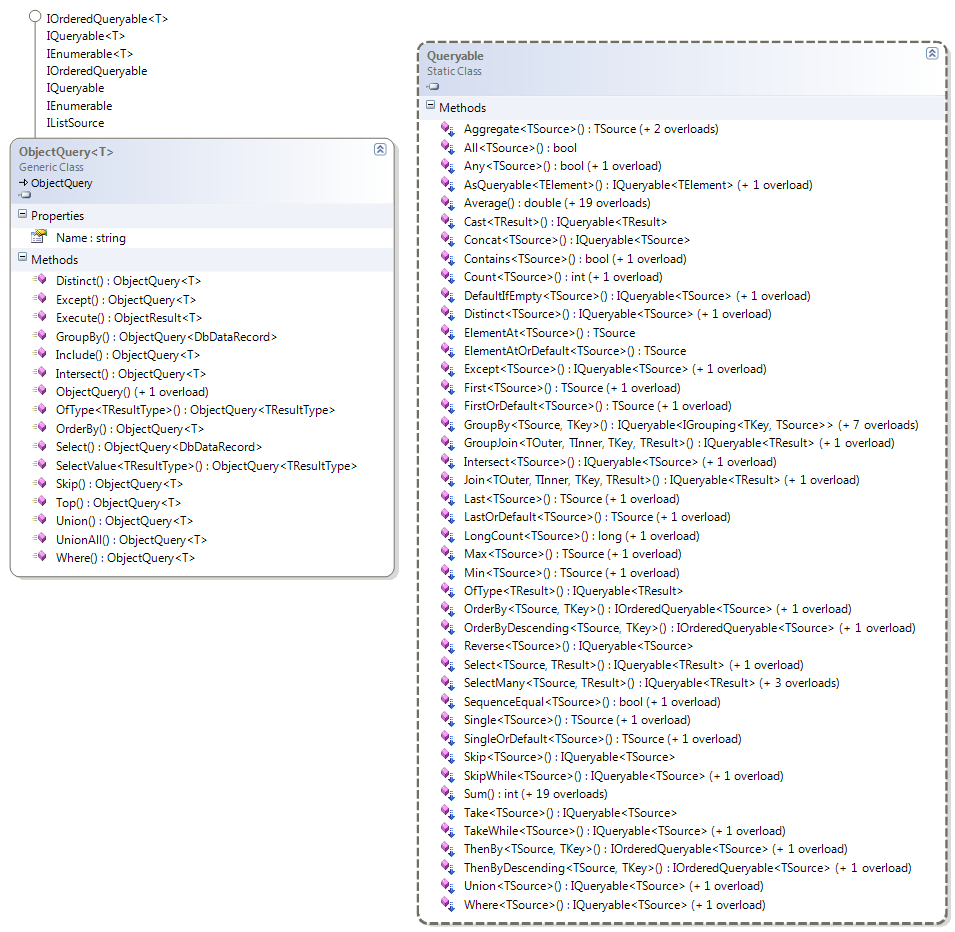 IOrderedQueryable<T>
IQueryable<T>
IEnumerable<T>
IOrderedQueryable
IQueryable
IEnumerable
IListSource
ObjectQuery<T>
Generic Class
ObjectQuery
Properties
Name : string
Methods
Distinct() : ObjectQuery<T>
Except() : ObjectQuery<T>
Execute() : ObjectResult<T>
GroupBy() : ObjectQuery<DbDataRecord>
Include() : ObjectQuery<T>
Intersect() : ObjectQuery<T>
ObjectQuery() (+ 1 overload)
OfType<TResultType>() : ObjectQuery<TResultType>
OrderBy() : ObjectQuery<T>
Select() : ObjectQuery<DbDataRecord>
SelectValue<TResultType>() : ObjectQuery<TResultType>
Skip() : ObjectQuery<T>
Top() : ObjectQuery<T>
Union() : ObjectQuery<T>
UnionAll() : ObjectQuery<T>
Where() : ObjectQuery<T>
Queryable
Static Class
Methods
Aggregate<TSource>() : TSource (+ 2 overloads)
All<TSource>() : bool
Any<TSource>() : bool (+ 1 overload)
AsQueryable<TElement>() : IQueryable<TElement> (+ 1 overload)
Average() : double (+ 19 overloads)
Cast<TResult>() : IQueryable<TResult>
Concat<TSource>() : IQueryable<TSource>
Contains<TSource>() : bool (+ 1 overload)
Count<TSource>() : int (+ 1 overload)
DefaultIfEmpty<TSource>() : IQueryable<TSource> (+ 1 overload)
Distinct<TSource>() : IQueryable<TSource> (+ 1 overload)
ElementAt<TSource>() : TSource
ElementAtOrDefault<TSource>() : TSource
Except<TSource>() : IQueryable<TSource> (+ 1 overload)
First<TSource>() : TSource (+ 1 overload)
FirstOrDefault<TSource>() : TSource (+ 1 overload)
GroupBy<TSource, TKey>() : IQueryable<IGrouping<TKey, TSource>> (+ 7 overloads)
GroupJoin<TOuter, TInner, TKey, TResult>() : IQueryable<TResult> (+ 1 overload)
Intersect<TSource>() : IQueryable<TSource> (+ 1 overload)
Join<TOuter, TInner, TKey, TResult>() : IQueryable<TResult> (+ 1 overload)
Last<TSource>() : TSource (+ 1 overload)
LastOrDefault<TSource>() : TSource (+ 1 overload)
LongCount<TSource>() : long (+ 1 overload)
Max<TSource>() : TSource (+ 1 overload)
Min<TSource>() : TSource (+ 1 overload)
OfType<TResult>() : IQueryable<TResult>
OrderBy<TSource, TKey>() : IOrderedQueryable<TSource> (+ 1 overload)
OrderByDescending<TSource, TKey>() : IOrderedQueryable<TSource> (+ 1 overload)
Reverse<TSource>() : IQueryable<TSource>
Select<TSource, TResult>() : IQueryable<TResult> (+ 1 overload)
SelectMany<TSource, TResult>() : IQueryable<TResult> (+ 3 overloads)
SequenceEqual<TSource>() : bool (+ 1 overload)
Single<TSource>() : TSource (+ 1 overload)
SingleOrDefault<TSource>() : TSource (+ 1 overload)
Skip<TSource>() : IQueryable<TSource>
SkipWhile<TSource>() : IQueryable<TSource> (+ 1 overload)
Sum() : int (+ 19 overloads)
Take<TSource>() : IQueryable<TSource>
TakeWhile<TSource>() : IQueryable<TSource> (+ 1 overload)
ThenBy<TSource, TKey>() : IOrderedQueryable<TSource> (+ 1 overload)
ThenByDescending<TSource, TKey>() : IOrderedQueryable<TSource> (+ 1 overload)
Union<TSource>() : IQueryable<TSource> (+ 1 overload)
Where<TSource>() : IQueryable<TSource> (+ 1 overload)